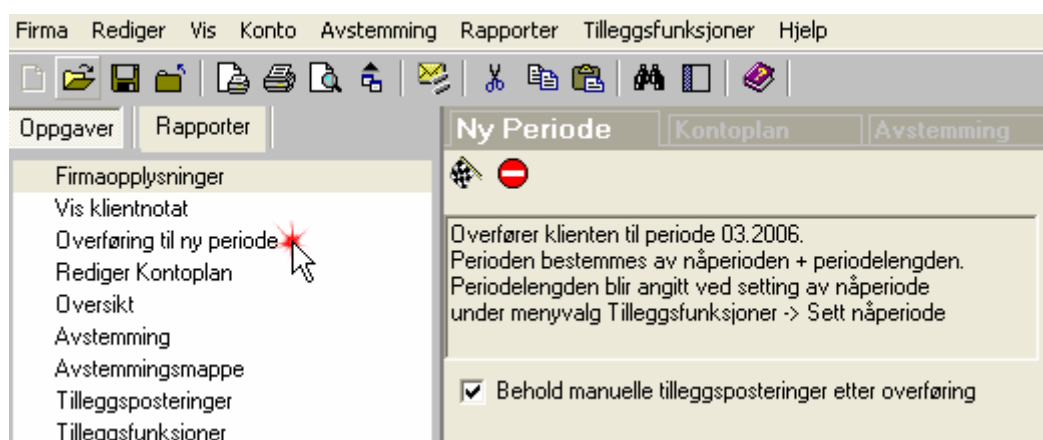 Firma Rediger Vis Konto Avstemming Rapporter Tilleggsfunksjoner Hjelp
Oppgaver Rapporter
Ny Periode Kontoplan Avstemming
Firmaopplysninger
Vis klientnotat
Overføring til ny periode
Rediger Kontoplan
Oversikt
Avstemming
Avstemmingsmappe
Tilleggsposteringer
Tilleggsfunksjoner
Overfører klienten til periode 03.2006.
Perioden bestemmes av nåperioden + periodelengden.
Periodelengden blir angitt ved setting av nåperiode
under menyvalg Tilleggsfunksjoner -> Sett nåperiode
Behold manuelle tilleggsposteringer etter overføring